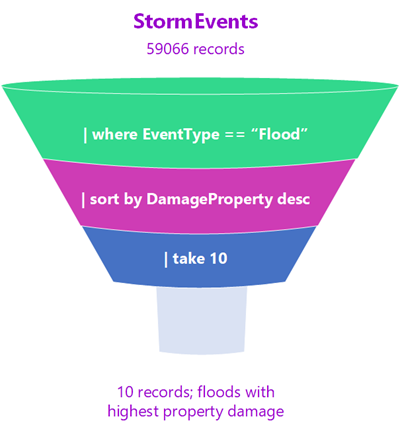 StormEvents
59066 records
| where EventType == “Flood”
| sort by DamageProperty desc
| take 10
10 records; floods with
highest property damage